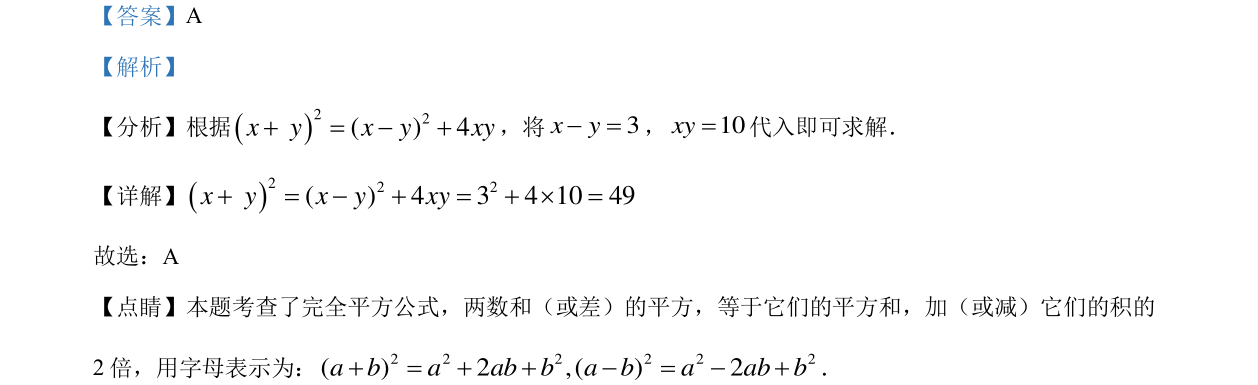 【答案】A
【解析】
【分析】根据(x+ y)² =(x−y)² +4xy，将 x−y=3，xy=10代入即可求解．
【详解】(x+ y)² =(x−y)² +4xy=3² +4×10=49
故选：A
【点睛】本题考查了完全平方公式，两数和（或差）的平方，等于它们的平方和，加（或减）它们的积的
2 倍，用字母表示为：(a+b)² =a² +2ab+b²,(a−b)² =a² −2ab+b²．